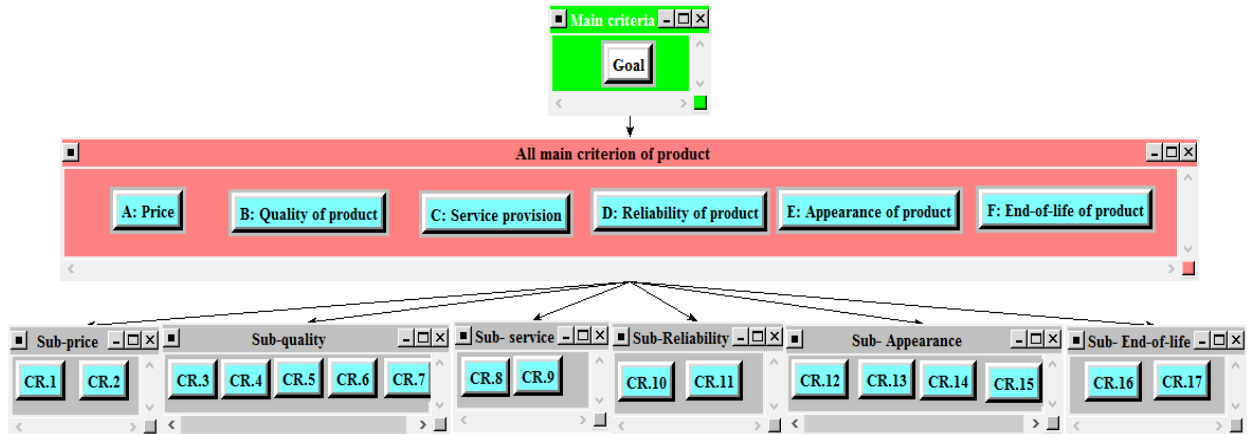 Main criteria
Goal
All main criterion of product
A: Price
B: Quality of product
C: Service provision
D: Reliability of product
E: Appearance of product
F: End-of-life of product
Sub-price
CR.1
CR.2
Sub-quality
CR.3
CR.4
CR.5
CR.6
CR.7
Sub- service
CR.8
CR.9
Sub-Reliability
CR.10
CR.11
Sub- Appearance
CR.12
CR.13
CR.14
CR.15
Sub- End-of-life
CR.16
CR.17